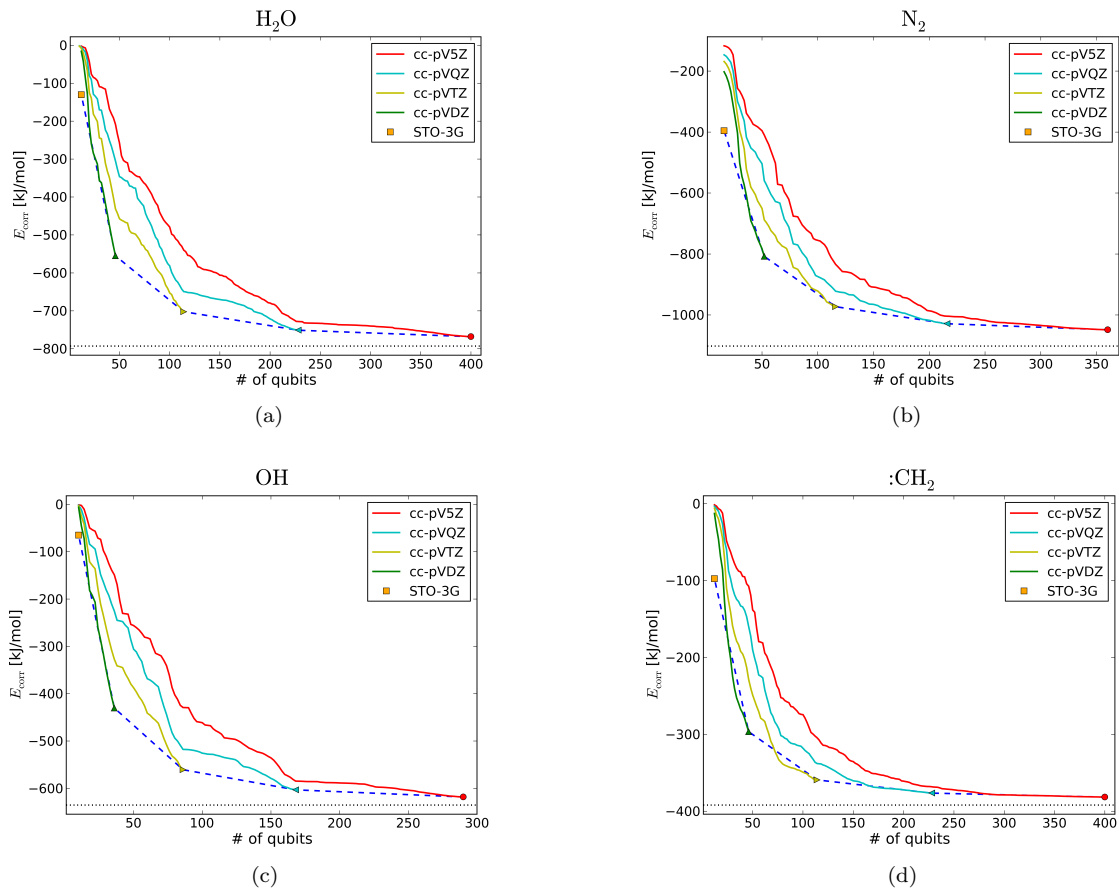 H₂O
0
−100
−200
−300
−400
−500
−600
−700
−800
E_corr [kJ/mol]
50 100 150 200 250 300 350 400
# of qubits
cc-pV5Z
cc-pVQZ
cc-pVTZ
cc-pVDZ
STO-3G
(a)
N₂
−200
−400
−600
−800
−1000
E_corr [kJ/mol]
50 100 150 200 250 300 350
# of qubits
cc-pV5Z
cc-pVQZ
cc-pVTZ
cc-pVDZ
STO-3G
(b)
OH
0
−100
−200
−300
−400
−500
−600
E_corr [kJ/mol]
50 100 150 200 250 300
# of qubits
cc-pV5Z
cc-pVQZ
cc-pVTZ
cc-pVDZ
STO-3G
(c)
:CH₂
0
−100
−200
−300
−400
E_corr [kJ/mol]
50 100 150 200 250 300 350 400
# of qubits
cc-pV5Z
cc-pVQZ
cc-pVTZ
cc-pVDZ
STO-3G
(d)